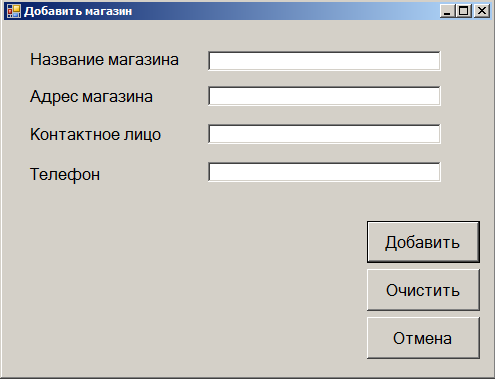 Добавить магазин
Название магазина
Адрес магазина
Контактное лицо
Телефон
Добавить
Очистить
Отмена